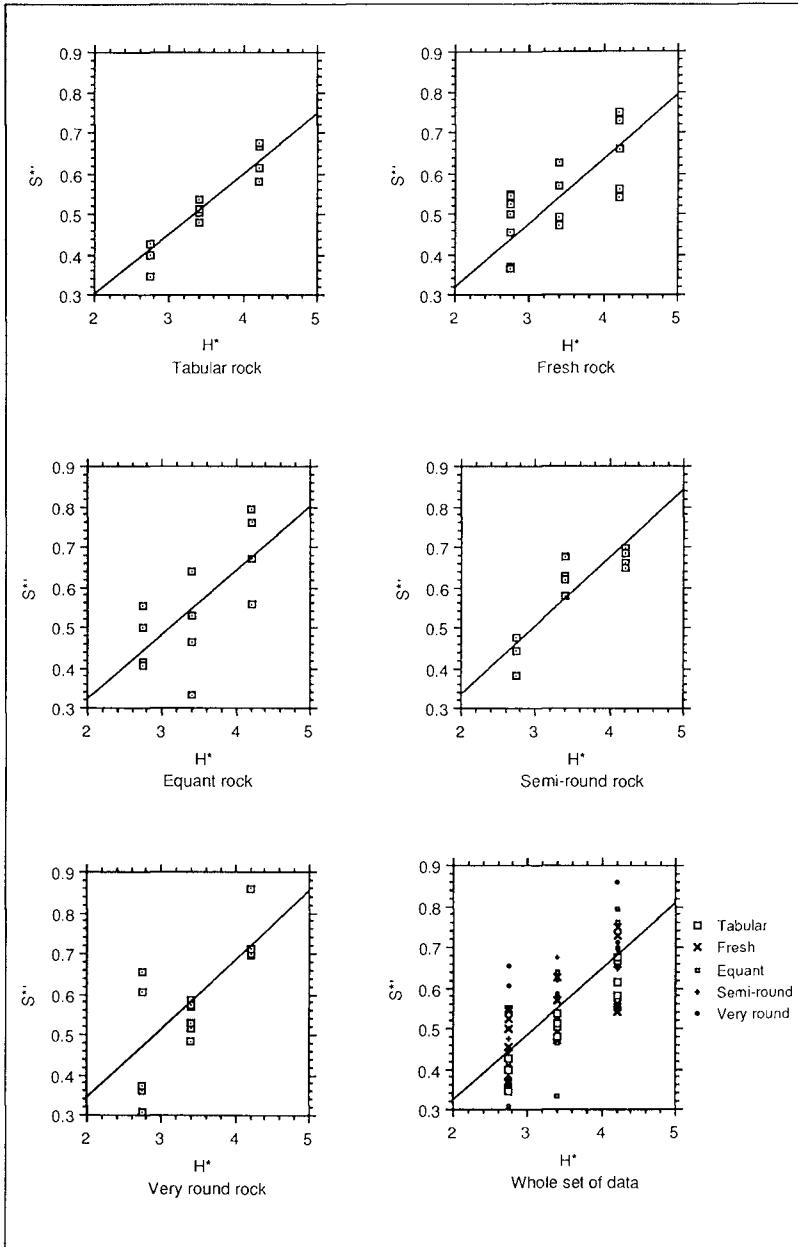 0.9
0.8
0.7
0.6
0.5
0.4
0.3
S*'
2 3 4 5
H*
Tabular rock
0.9
0.8
0.7
0.6
0.5
0.4
0.3
S*'
2 3 4 5
H*
Fresh rock
0.9
0.8
0.7
0.6
0.5
0.4
0.3
S*'
2 3 4 5
H*
Equant rock
0.9
0.8
0.7
0.6
0.5
0.4
0.3
S*'
2 3 4 5
H*
Semi-round rock
0.9
0.8
0.7
0.6
0.5
0.4
0.3
S*'
2 3 4 5
H*
Very round rock
0.9
0.8
0.7
0.6
0.5
0.4
0.3
S*'
2 3 4 5
H*
Whole set of data
Tabular
Fresh
Equant
Semi-round
Very round